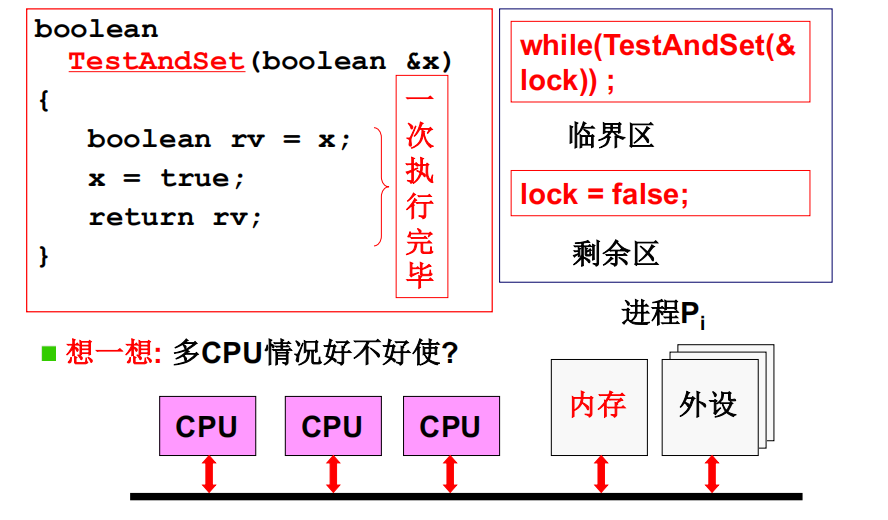 boolean
TestAndSet(boolean &x)
{
boolean rv = x;
x = true;
return rv;
}
一
次
执
行
完
毕
while(TestAndSet(&
lock)) ;
临界区
lock = false;
剩余区
进程Pi
想一想: 多CPU情况好不好使?
CPU
CPU
CPU
内存
外设